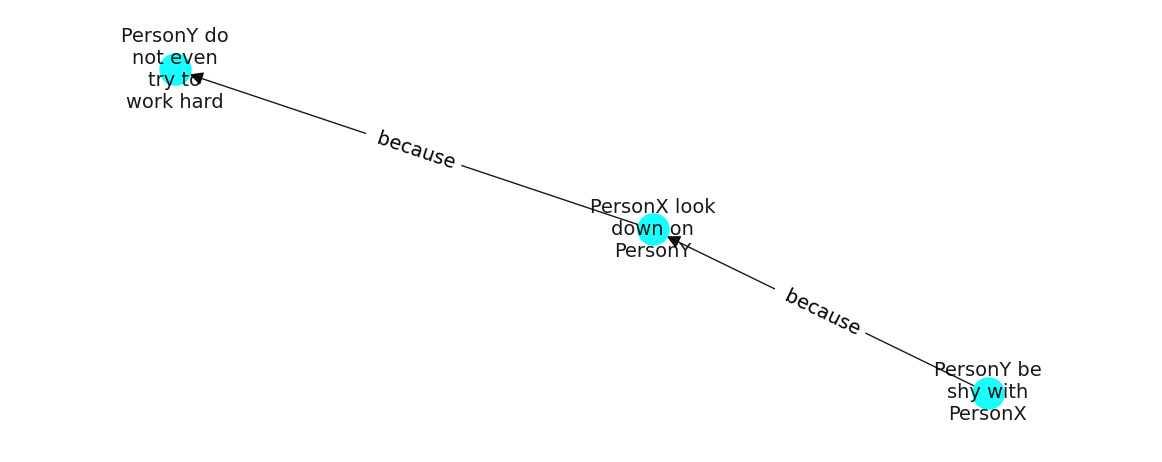 PersonY do
not even
try to
work hard
because
PersonX look
down on
PersonY
because
PersonY be
shy with
PersonX